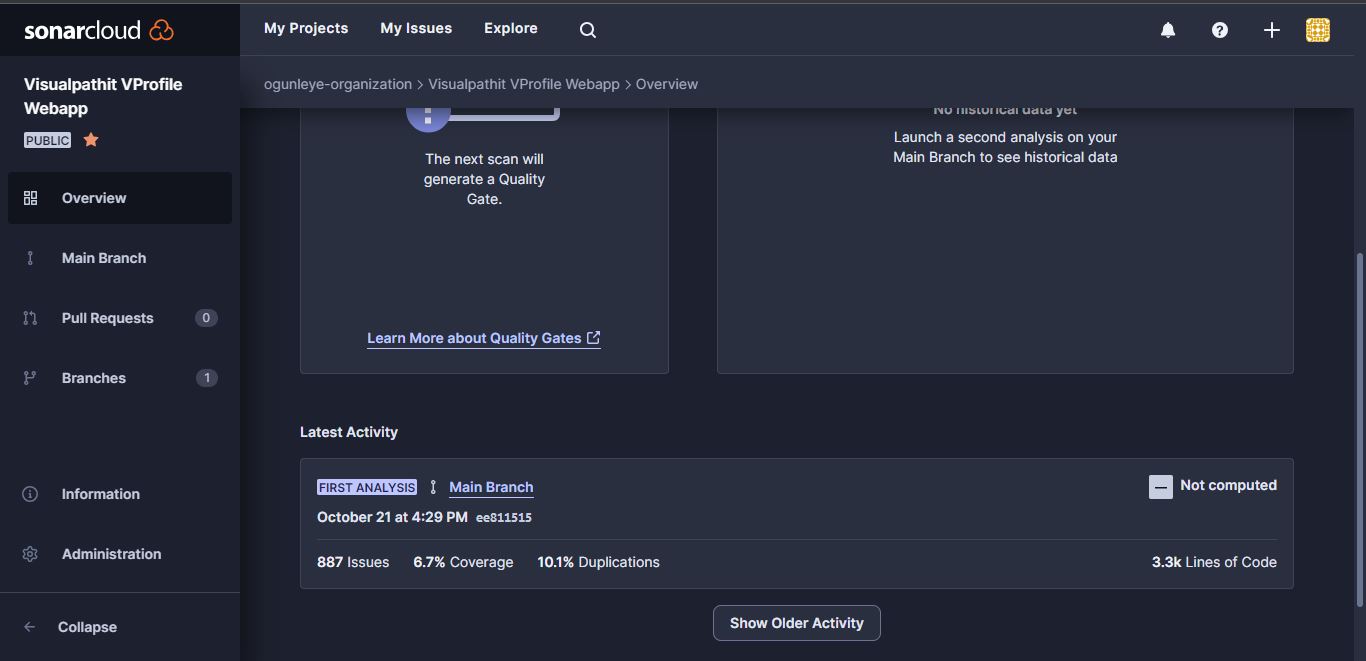 sonarcloud
My Projects My Issues Explore
Visualpathit VProfile
Webapp
PUBLIC
ogunleye-organization > Visualpathit VProfile Webapp > Overview
Overview
Main Branch
Pull Requests 0
Branches 1
Information
Administration
Collapse
The next scan will
generate a Quality
Gate.
Learn More about Quality Gates
No historical data yet
Launch a second analysis on your
Main Branch to see historical data
Latest Activity
FIRST ANALYSIS Main Branch
Not computed
October 21 at 4:29 PM ee811515
887 Issues 6.7% Coverage 10.1% Duplications
3.3k Lines of Code
Show Older Activity